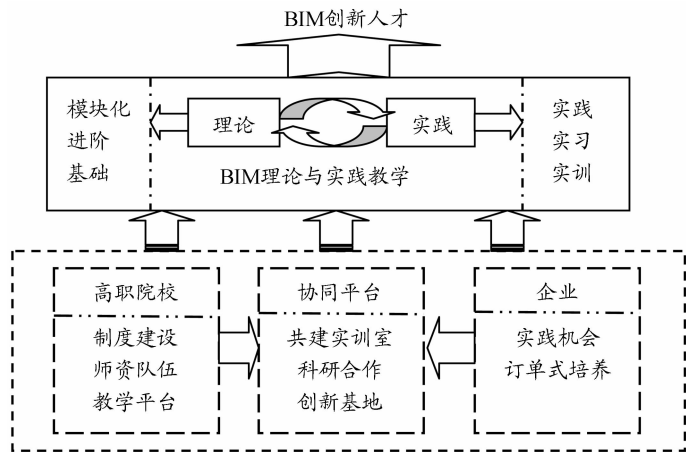 BIM创新人才
模块化
进阶
基础
理论
实践
BIM理论与实践教学
实践
实习
实训
高职院校
制度建设
师资队伍
教学平台
协同平台
共建实训室
科研合作
创新基地
企业
实践机会
订单式培养